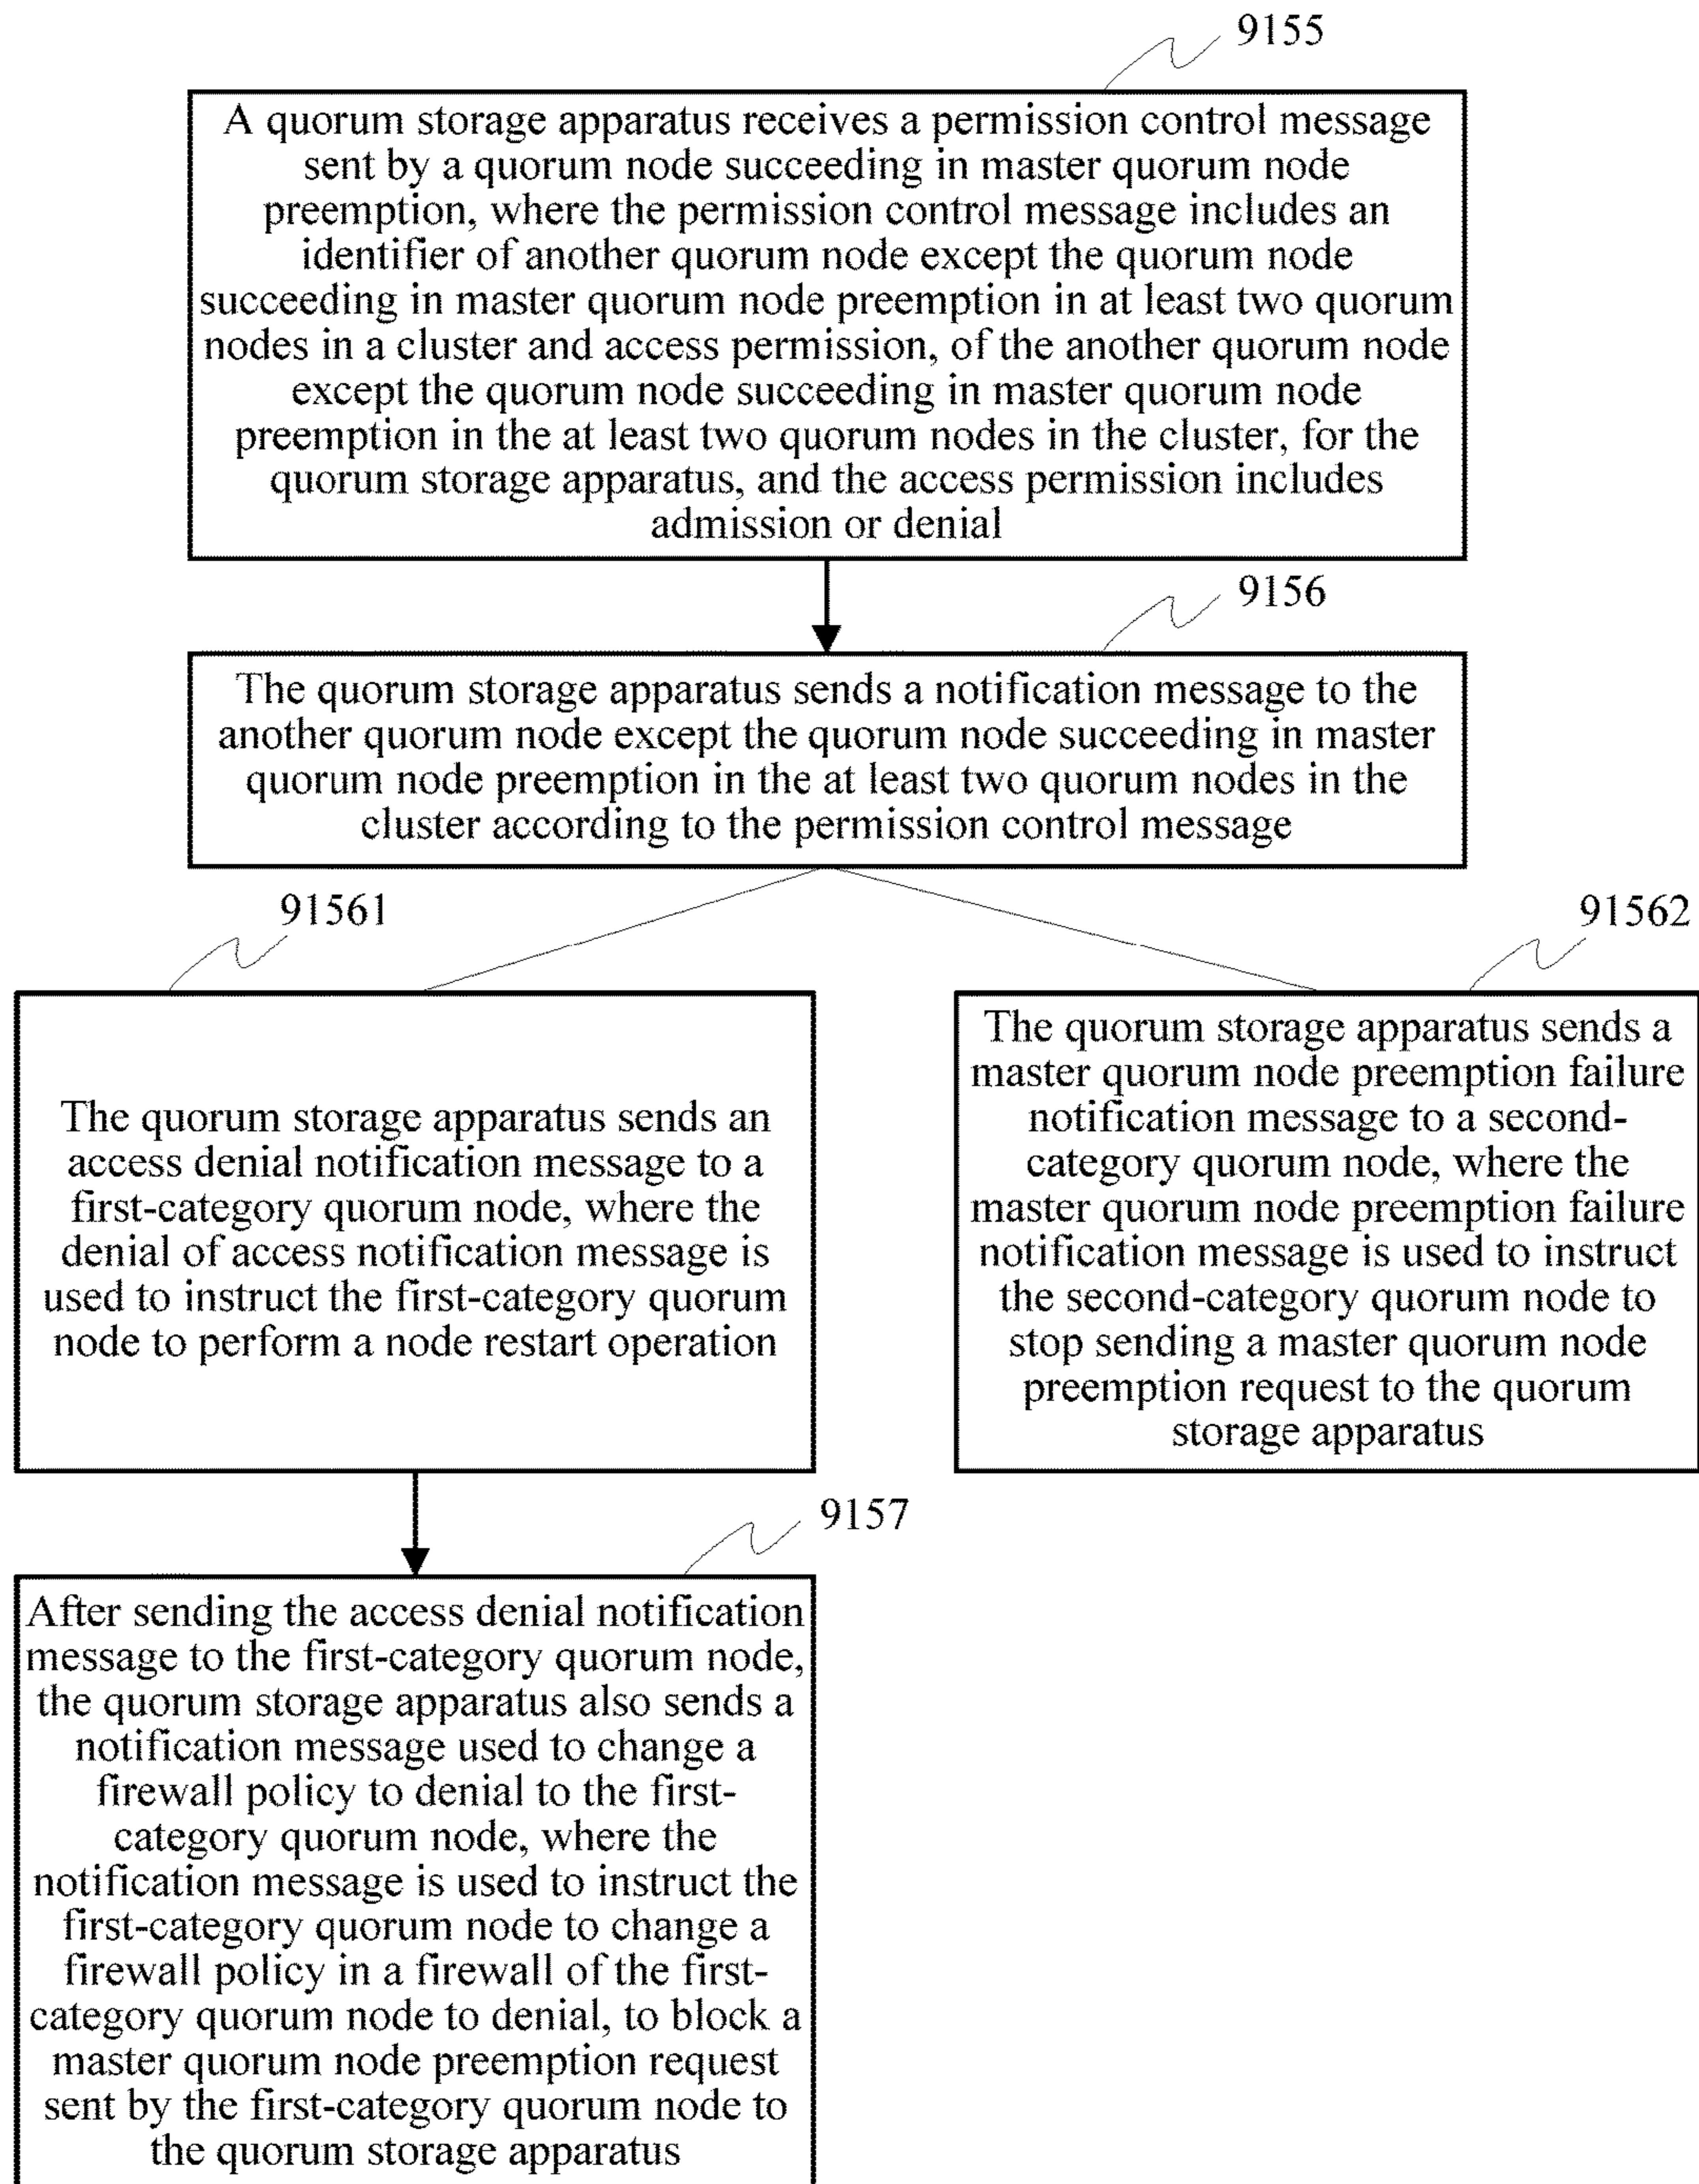 9155
A quorum storage apparatus receives a permission control message
sent by a quorum node succeeding in master quorum node
preemption, where the permission control message includes an
identifier of another quorum node except the quorum node
succeeding in master quorum node preemption in at least two quorum
nodes in a cluster and access permission, of the another quorum node
except the quorum node succeeding in master quorum node
preemption in the at least two quorum nodes in the cluster, for the
quorum storage apparatus, and the access permission includes
admission or denial
9156
The quorum storage apparatus sends a notification message to the
another quorum node except the quorum node succeeding in master
quorum node preemption in the at least two quorum nodes in the
cluster according to the permission control message
91561
The quorum storage apparatus sends an
access denial notification message to a
first-category quorum node, where the
denial of access notification message is
used to instruct the first-category quorum
node to perform a node restart operation
91562
The quorum storage apparatus sends a
master quorum node preemption failure
notification message to a second-
category quorum node, where the
master quorum node preemption failure
notification message is used to instruct
the second-category quorum node to
stop sending a master quorum node
preemption request to the quorum
storage apparatus
9157
After sending the access denial notification
message to the first-category quorum node,
the quorum storage apparatus also sends a
notification message used to change a
firewall policy to denial to the first-
category quorum node, where the
notification message is used to instruct the
first-category quorum node to change a
firewall policy in a firewall of the first-
category quorum node to denial, to block a
master quorum node preemption request
sent by the first-category quorum node to
the quorum storage apparatus